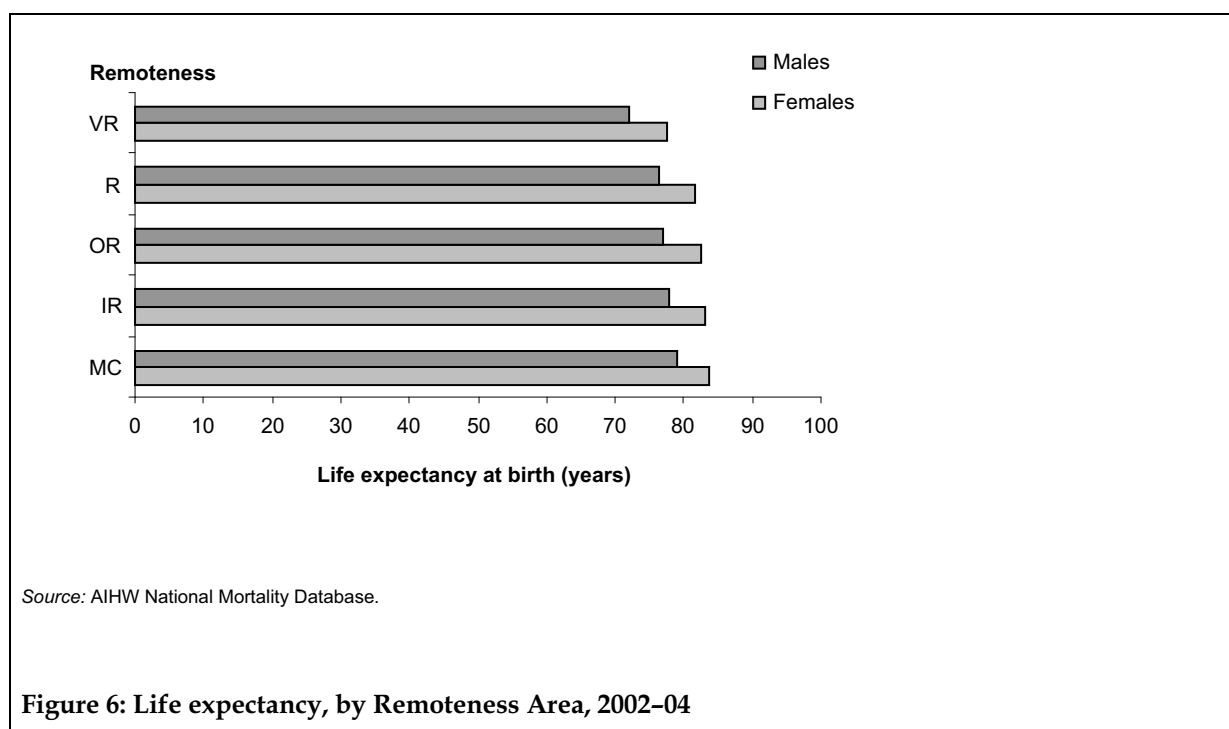 Remoteness
Males
Females
VR
R
OR
IR
MC
0 10 20 30 40 50 60 70 80 90 100
Life expectancy at birth (years)
Source: AIHW National Mortality Database.
Figure 6: Life expectancy, by Remoteness Area, 2002–04